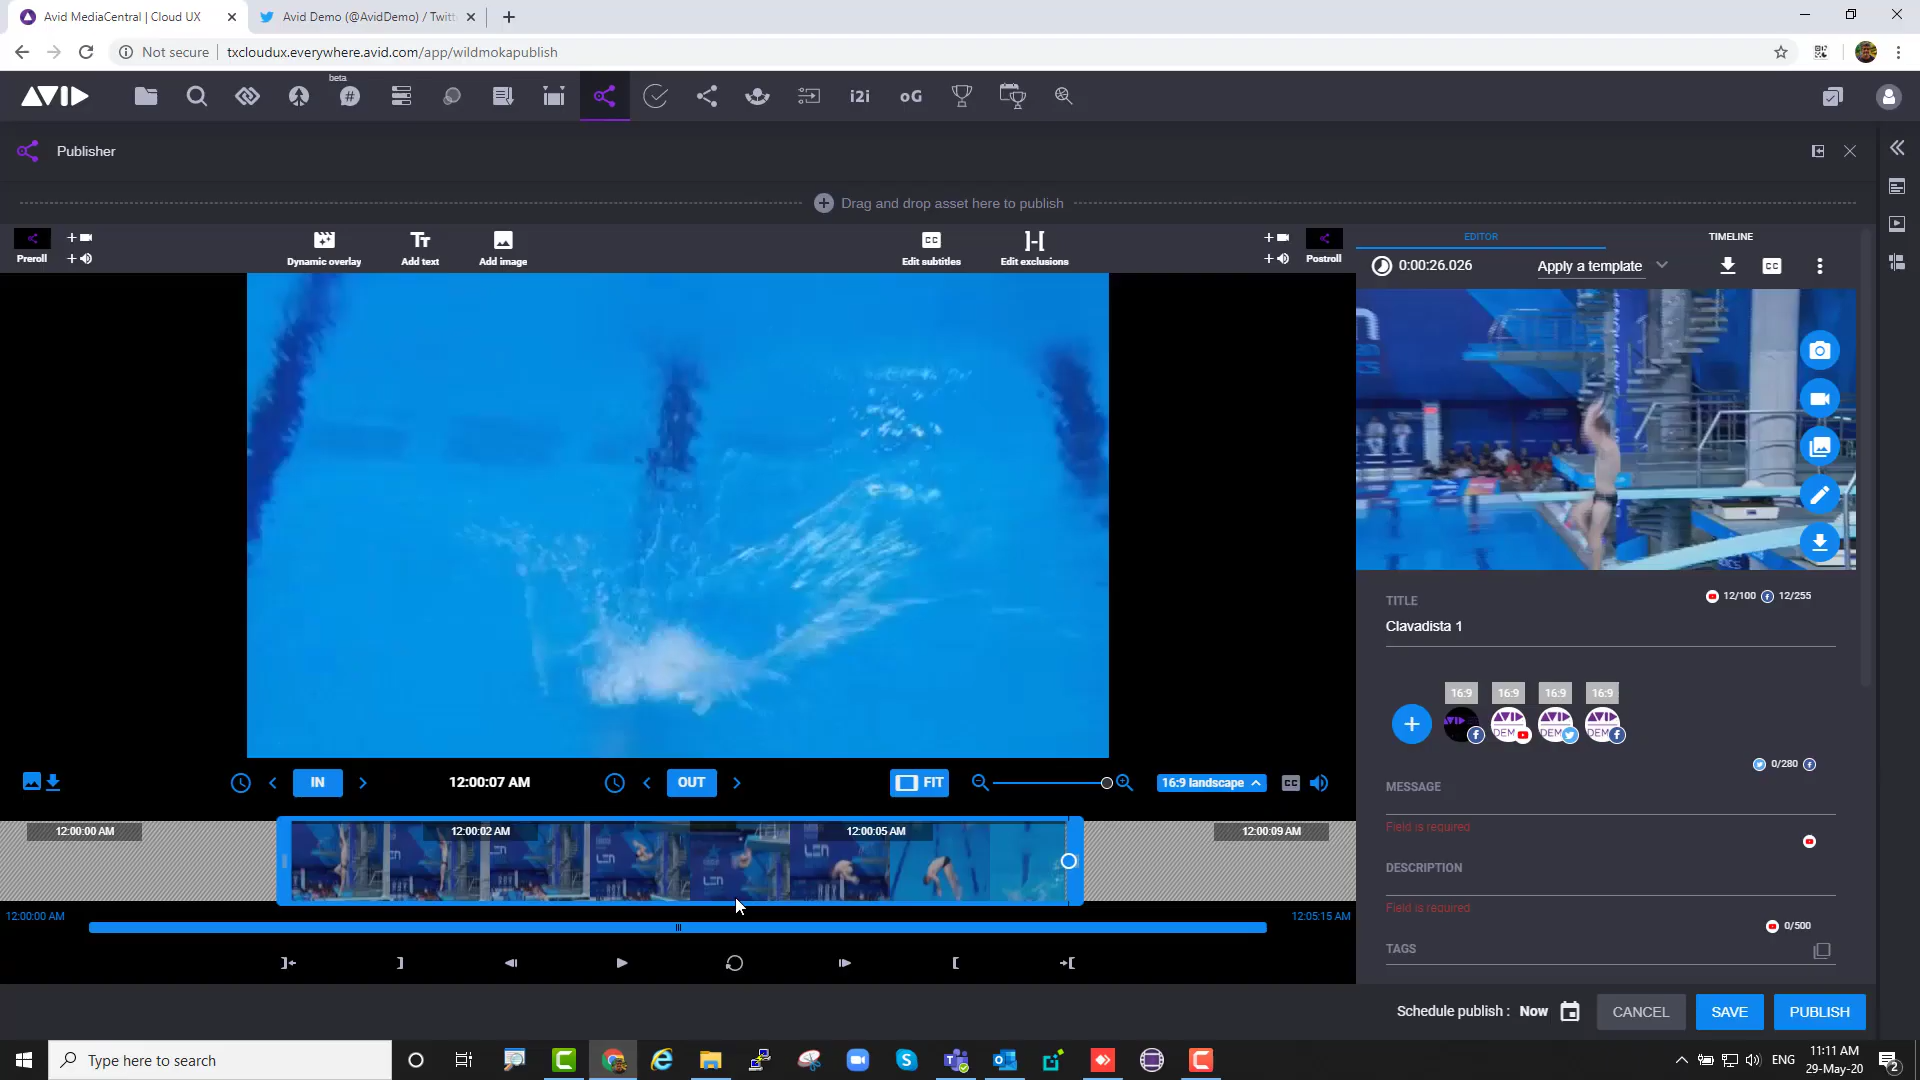 Avid MediaCentral | Cloud UX
Avid Demo (@AvidDemo) / Twitt
Not secure
txcloudux.everywhere.avid.com/app/wildmokapublish
AVID
beta
i2i
oG
Publisher
Drag and drop asset here to publish
Preroll
Dynamic overlay
Add text
Add image
Edit subtitles
Edit exclusions
Postroll
EDITOR
TIMELINE
0:00:26.026
Apply a template
TITLE
12/100
12/255
Clavadista 1
16:9
16:9
16:9
16:9
0/280
MESSAGE
Field is required
DESCRIPTION
Field is required
0/500
TAGS
IN
12:00:07 AM
OUT
FIT
16:9 landscape
12:00:00 AM
12:00:02 AM
12:00:05 AM
12:00:09 AM
12:00:00 AM
12:05:15 AM
Schedule publish : Now
CANCEL
SAVE
PUBLISH
Type here to search
ENG
11:11 AM
29-May-20
2